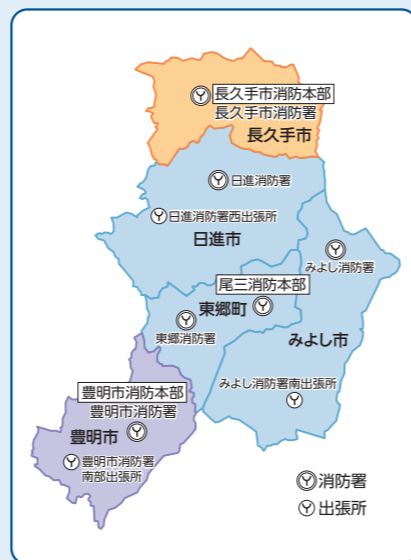 長久手市消防本部
長久手市消防署
長久手市
日進消防署
日進消防署西出張所
日進市
みよし消防署
尾三消防本部
東郷町
東郷消防署
みよし市
みよし消防署南出張所
豊明市消防本部
豊明市消防署
豊明市
豊明市消防署
南部出張所
消防署
出張所